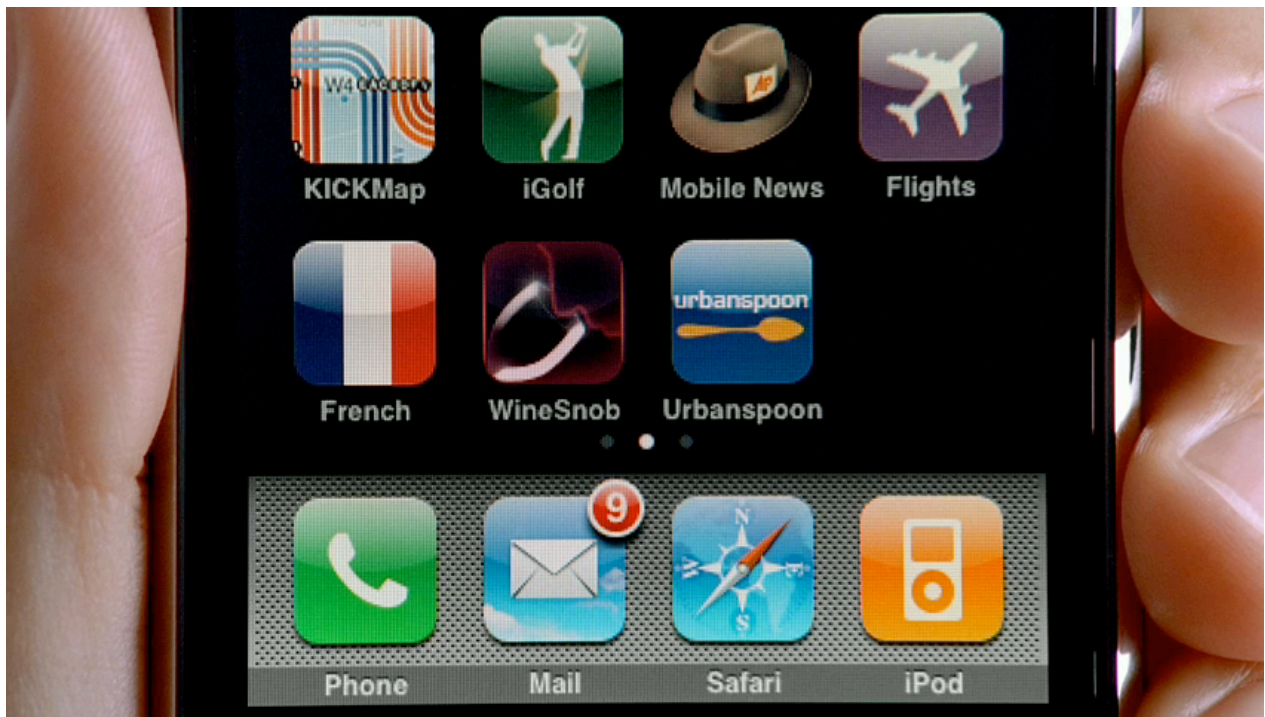 W4
AP
KICKMap
iGolf
Mobile News
Flights
urbanspoon
French
WineSnob
Urbanspoon
9
N
W
E
S
Phone
Mail
Safari
iPod